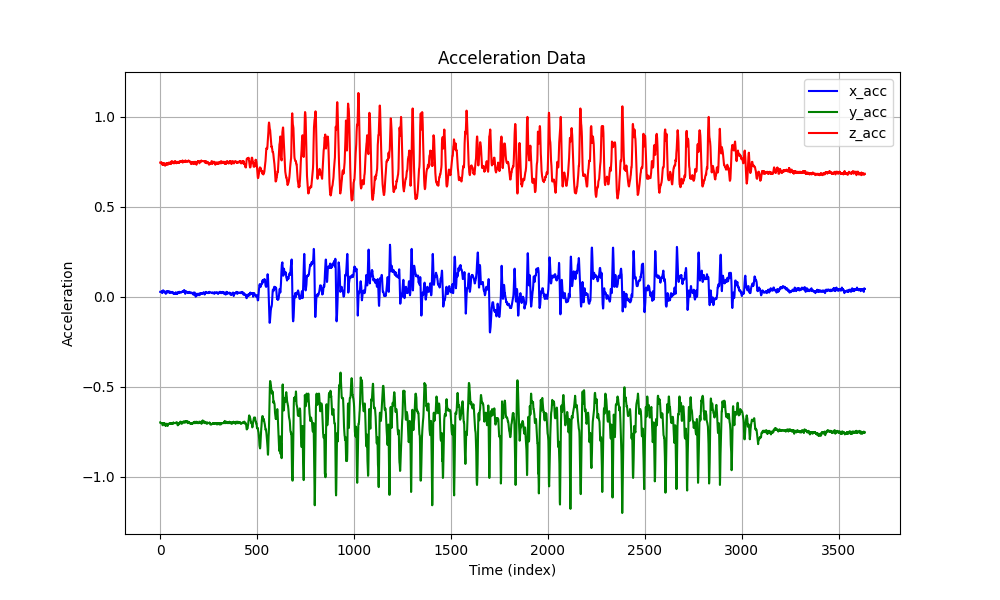 Acceleration Data
x_acc
y_acc
z_acc
1.0
0.5
0.0
−0.5
−1.0
Acceleration
0 500 1000 1500 2000 2500 3000 3500
Time (index)